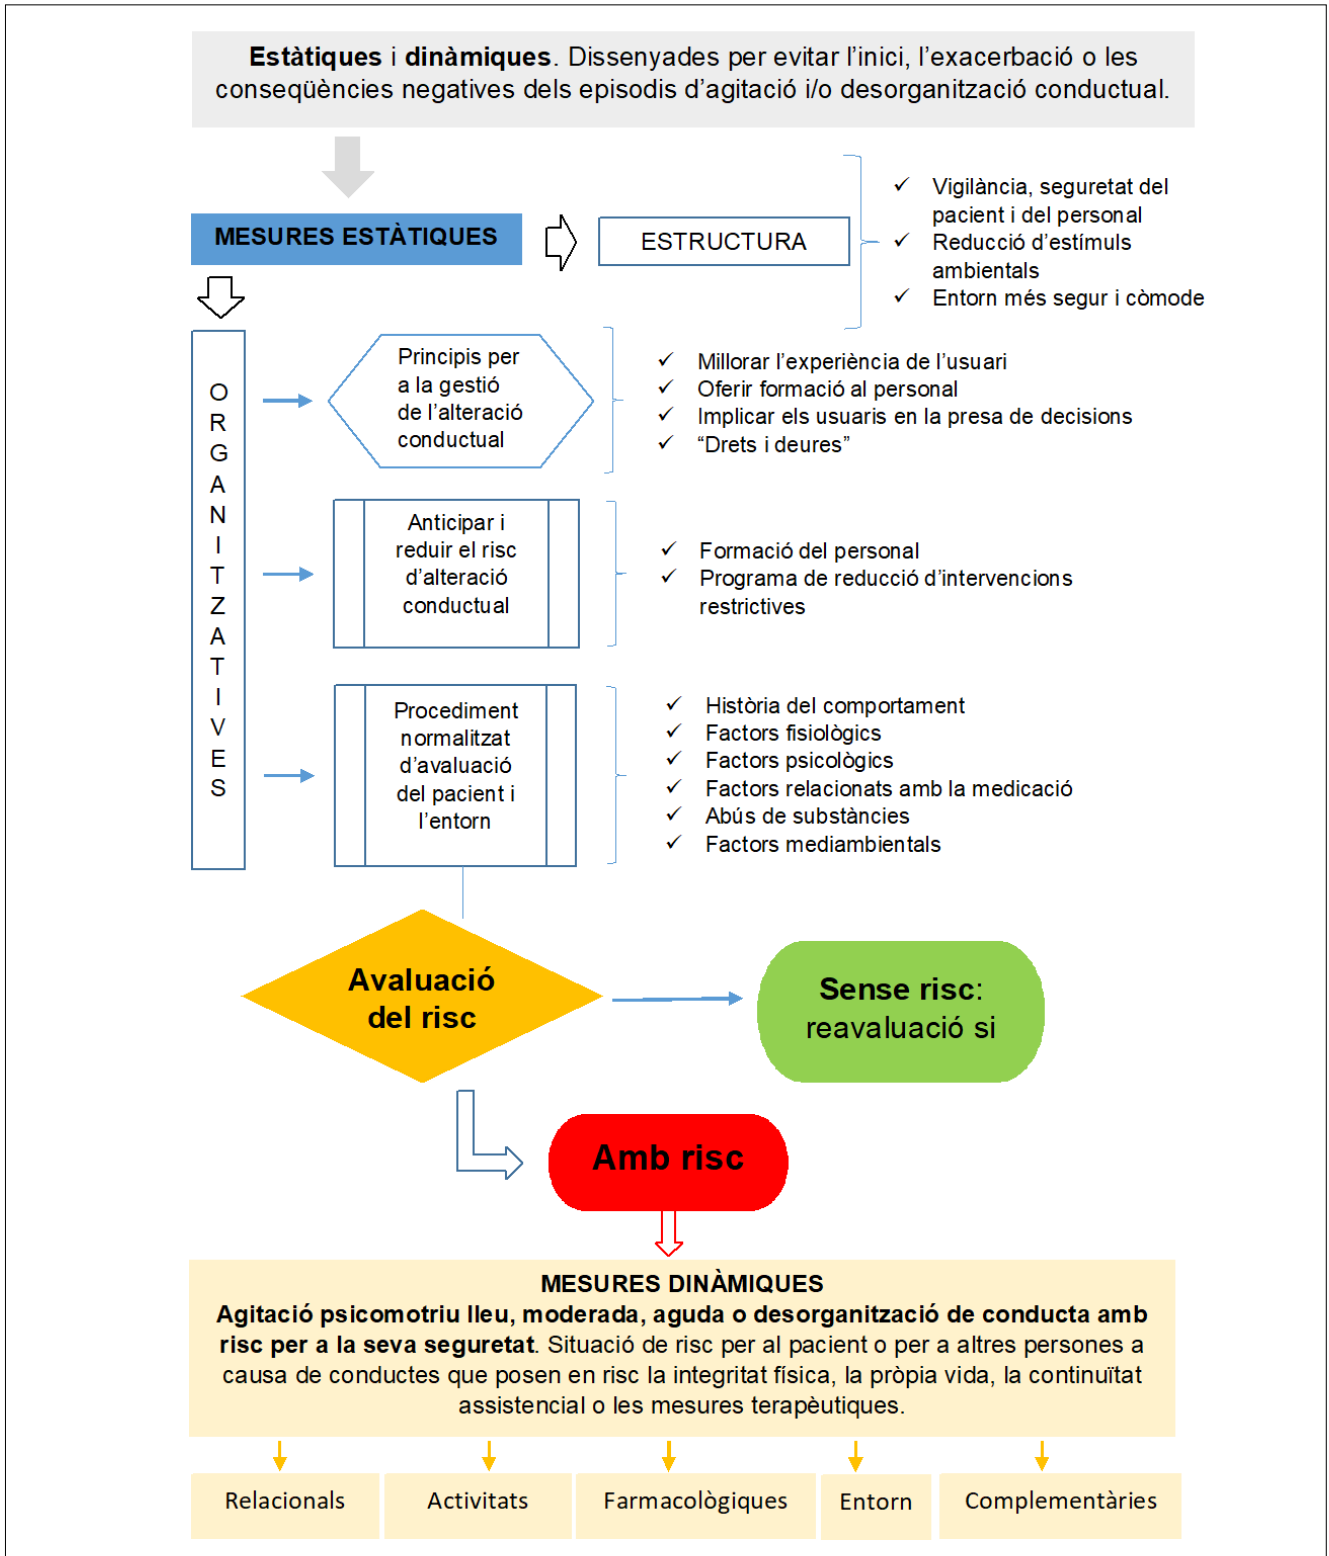 Estàtiques i dinàmiques. Dissenyades per evitar l’inici, l’exacerbació o les
conseqüències negatives dels episodis d’agitació i/o desorganització conductual.
MESURES ESTÀTIQUES
ESTRUCTURA
✓ Vigilància, seguretat del
pacient i del personal
✓ Reducció d’estímuls
ambientals
✓ Entorn més segur i còmode
ORGANITZATIVES
Principis per
a la gestió
de l’alteració
conductual
✓ Millorar l’experiència de l’usuari
✓ Oferir formació al personal
✓ Implicar els usuaris en la presa de decisions
✓ “Drets i deures”
Anticipar i
reduir el risc
d’alteració
conductual
✓ Formació del personal
✓ Programa de reducció d’intervencions
restrictives
Procediment
normalitzat
d’avaluació
del pacient i
l’entorn
✓ Història del comportament
✓ Factors fisiològics
✓ Factors psicològics
✓ Factors relacionats amb la medicació
✓ Abús de substàncies
✓ Factors mediambientals
Avaluació
del risc
Sense risc:
reavaluació si
Amb risc
MESURES DINÀMIQUES
Agitació psicomotriu lleu, moderada, aguda o desorganització de conducta amb
risc per a la seva seguretat. Situació de risc per al pacient o per a altres persones a
causa de conductes que posen en risc la integritat física, la pròpia vida, la continuïtat
assistencial o les mesures terapèutiques.
Relacionals
Activitats
Farmacològiques
Entorn
Complementàries